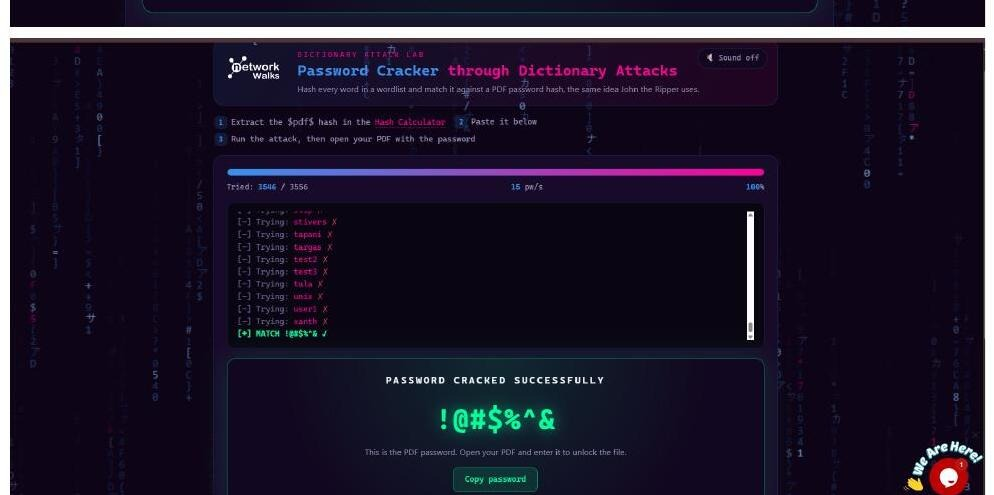 network
walks
DICTIONARY ATTACK LAB
Password Cracker through Dictionary Attacks
Hash every word in a wordlist and match it against a PDF password hash, the same idea John the Ripper uses.
Sound off
1 Extract the $pdf$ hash in the Hash Calculator 2 Paste it below
3 Run the attack, then open your PDF with the password
Tried: 3546 / 3556 15 pw/s 100%
[-] Trying: stivers ✗
[-] Trying: tapani ✗
[-] Trying: targas ✗
[-] Trying: test2 ✗
[-] Trying: test3 ✗
[-] Trying: tula ✗
[-] Trying: unix ✗
[-] Trying: user1 ✗
[-] Trying: xanth ✗
[+] MATCH !@#$%^& ✓
PASSWORD CRACKED SUCCESSFULLY
!@#$%^&
This is the PDF password. Open your PDF and enter it to unlock the file.
Copy password
We Are Here!
1